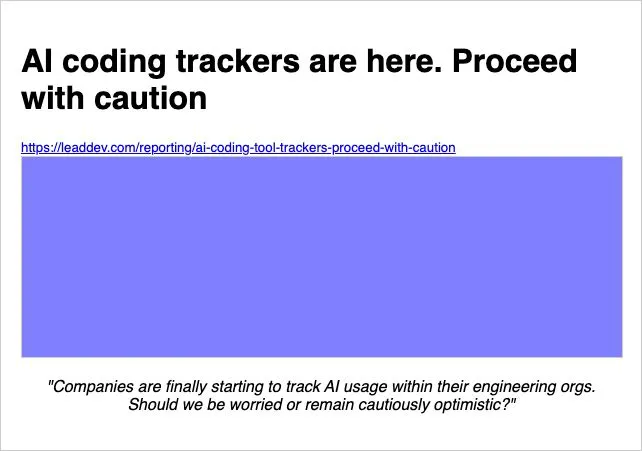 AI coding trackers are here. Proceed
with caution
https://leaddev.com/reporting/ai-coding-tool-trackers-proceed-with-caution
"Companies are finally starting to track AI usage within their engineering orgs.
Should we be worried or remain cautiously optimistic?"